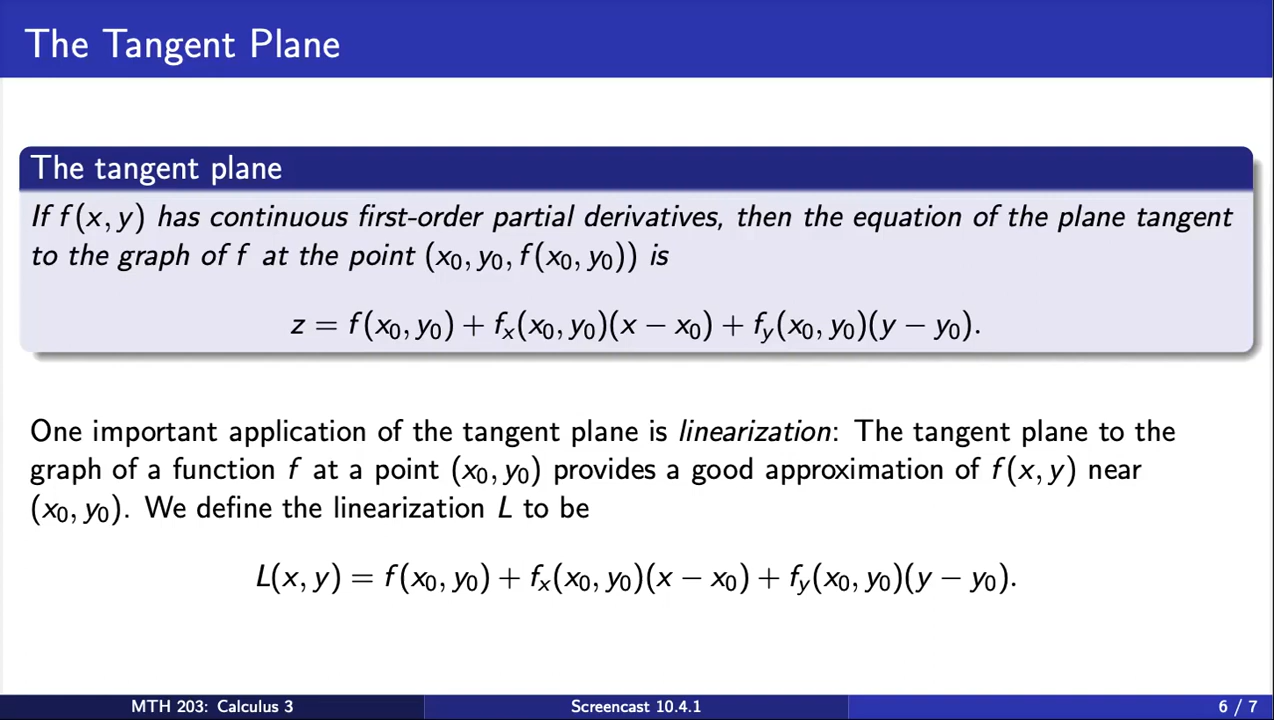 The Tangent Plane
The tangent plane
If f(x, y) has continuous first-order partial derivatives, then the equation of the plane tangent
to the graph of f at the point (x₀, y₀, f(x₀, y₀)) is
z = f(x₀, y₀) + fₓ(x₀, y₀)(x − x₀) + f_y(x₀, y₀)(y − y₀).
One important application of the tangent plane is linearization: The tangent plane to the
graph of a function f at a point (x₀, y₀) provides a good approximation of f(x, y) near
(x₀, y₀). We define the linearization L to be
L(x, y) = f(x₀, y₀) + fₓ(x₀, y₀)(x − x₀) + f_y(x₀, y₀)(y − y₀).
MTH 203: Calculus 3
Screencast 10.4.1
6 / 7